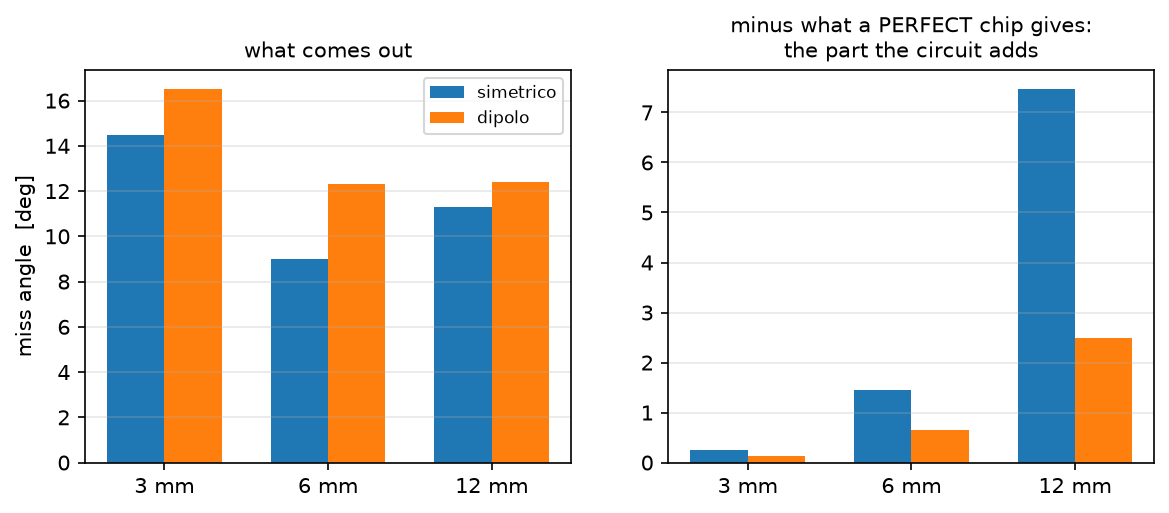 what comes out
miss angle [deg]
16
14
12
10
8
6
4
2
0
simetrico
dipolo
3 mm
6 mm
12 mm
minus what a PERFECT chip gives:
the part the circuit adds
7
6
5
4
3
2
1
0
3 mm
6 mm
12 mm